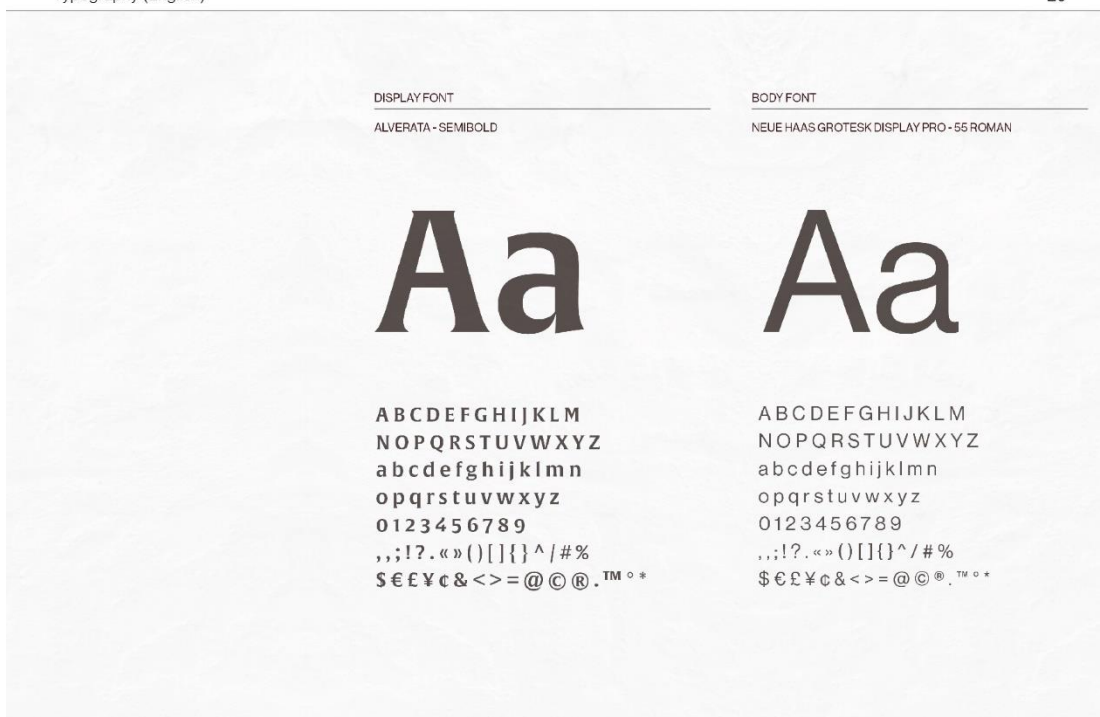 DISPLAY FONT
ALVERATA - SEMIBOLD
Aa
ABCDEFGHIJKLM
NOPQRSTUVWXYZ
abcdefghijklmn
opqrstuvwxyz
0123456789
,,;!?.«»()[]{}^/#%
$€£¥¢&<>=@©®.™°*
BODY FONT
NEUE HAAS GROTESK DISPLAY PRO - 55 ROMAN
Aa
ABCDEFGHIJKLM
NOPQRSTUVWXYZ
abcdefghijklmn
opqrstuvwxyz
0123456789
,,;!?.«»()[]{}^/#%
$€£¥¢&<>=@©®.™°*